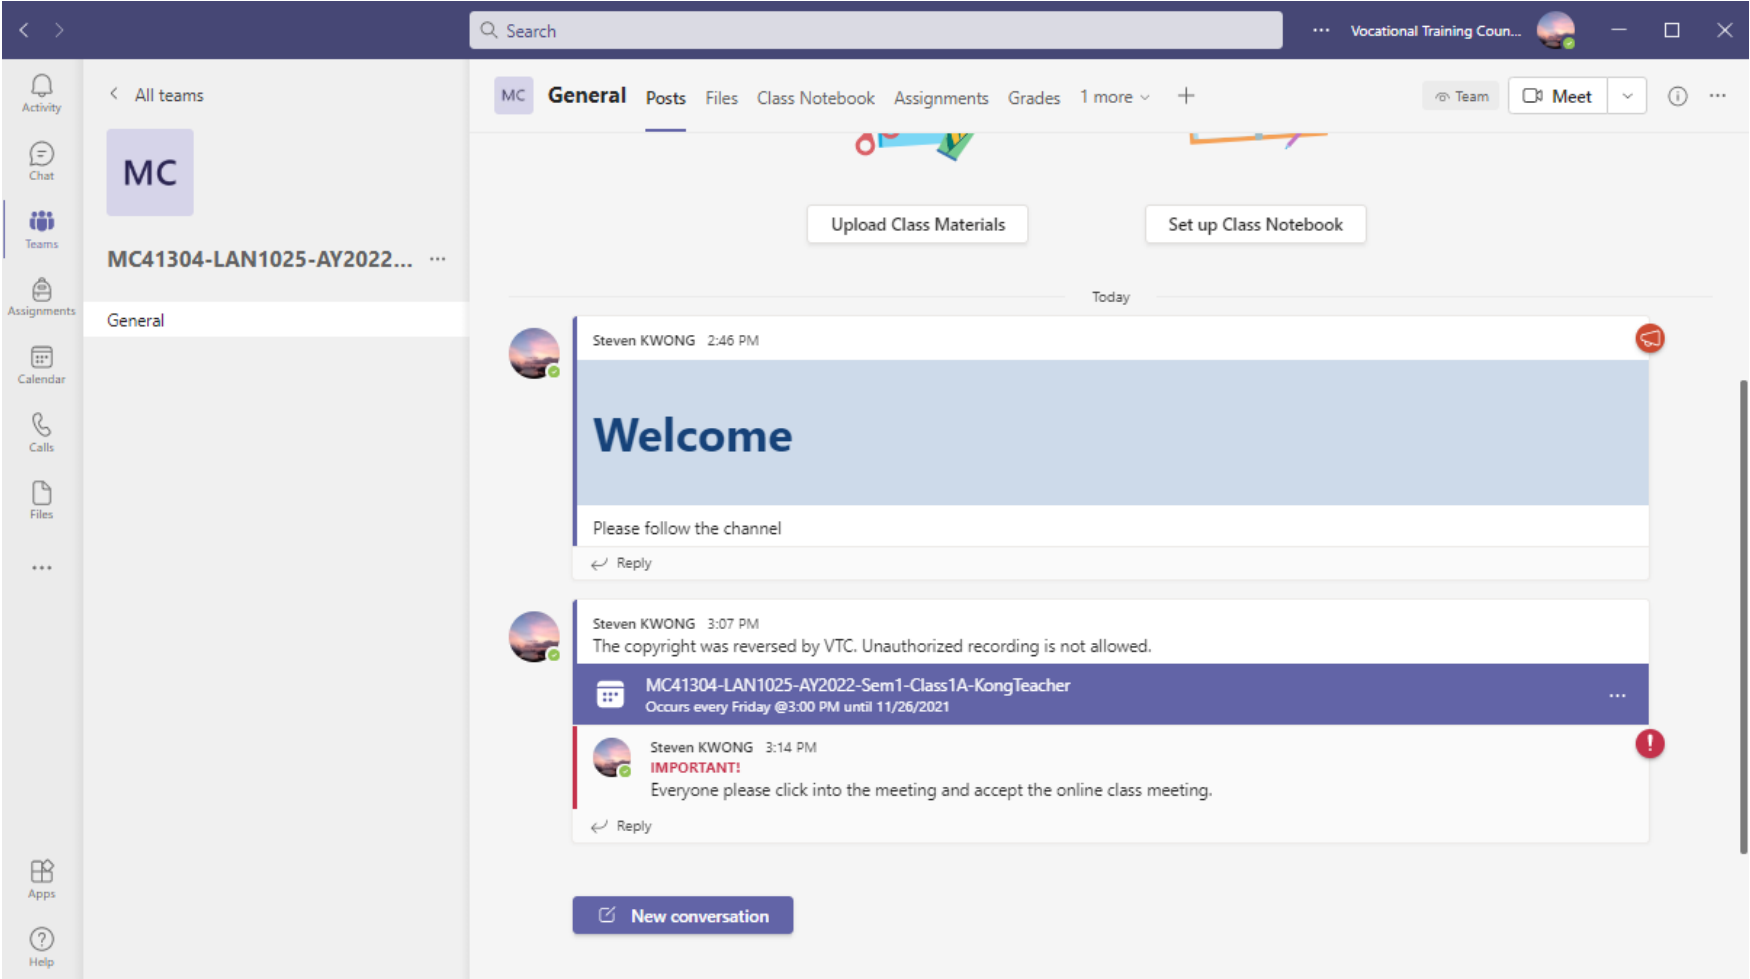 Search
...
Vocational Training Coun...
Activity
Chat
Teams
Assignments
Calendar
Calls
Files
...
Apps
Help
All teams
MC
MC41304-LAN1025-AY2022... ...
General
MC General Posts Files Class Notebook Assignments Grades 1 more
Team
Meet
...
Upload Class Materials
Set up Class Notebook
Today
Steven KWONG 2:46 PM
Welcome
Please follow the channel
Reply
Steven KWONG 3:07 PM
The copyright was reversed by VTC. Unauthorized recording is not allowed.
MC41304-LAN1025-AY2022-Sem1-Class1A-KongTeacher
Occurs every Friday @3:00 PM until 11/26/2021
...
Steven KWONG 3:14 PM
IMPORTANT!
Everyone please click into the meeting and accept the online class meeting.
Reply
New conversation